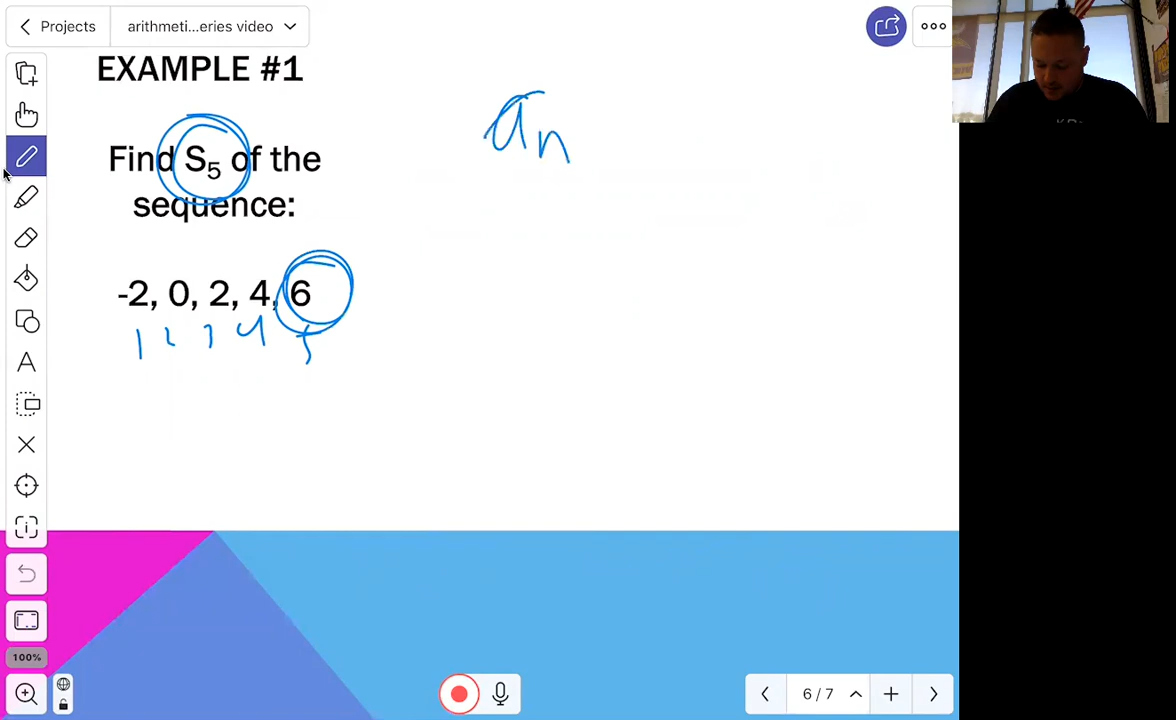 Projects
arithmeti...eries video
EXAMPLE #1
Find S₅ of the
sequence:
-2, 0, 2, 4, 6
1 2 3 4 5
aₙ
A
100%
6 / 7